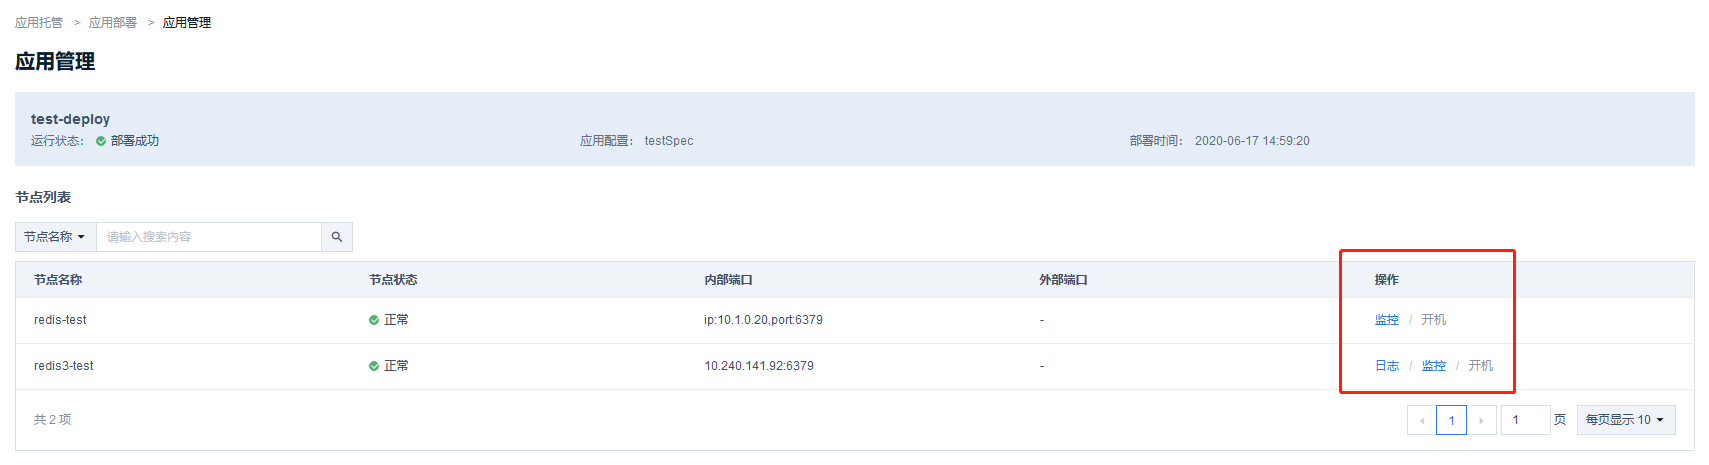 应用托管 > 应用部署 > 应用管理
应用管理
test-deploy
运行状态： 部署成功 应用配置： testSpec 部署时间： 2020-06-17 14:59:20
节点列表
节点名称 请输入搜索内容
节点名称 节点状态 内部端口 外部端口 操作
redis-test 正常 ip:10.1.0.20,port:6379 - 监控 / 开机
redis3-test 正常 10.240.141.92:6379 - 日志 / 监控 / 开机
共 2 项 1 1 页 每页显示 10